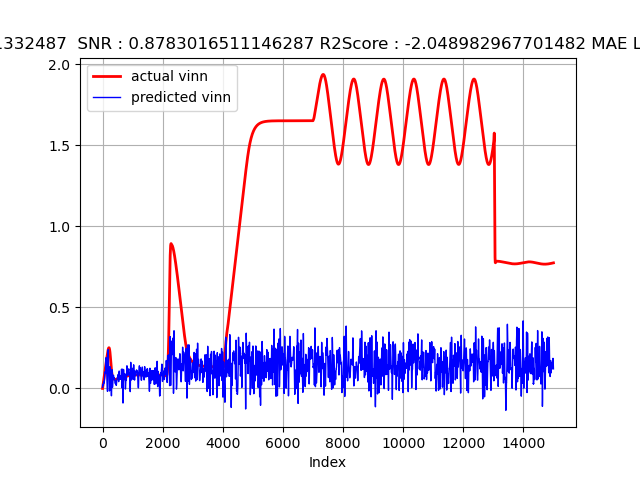 .332487  SNR : 0.8783016511146287 R2Score : -2.048982967701482 MAE L
actual vinn
predicted vinn
2.0
1.5
1.0
0.5
0.0
0 2000 4000 6000 8000 10000 12000 14000
Index